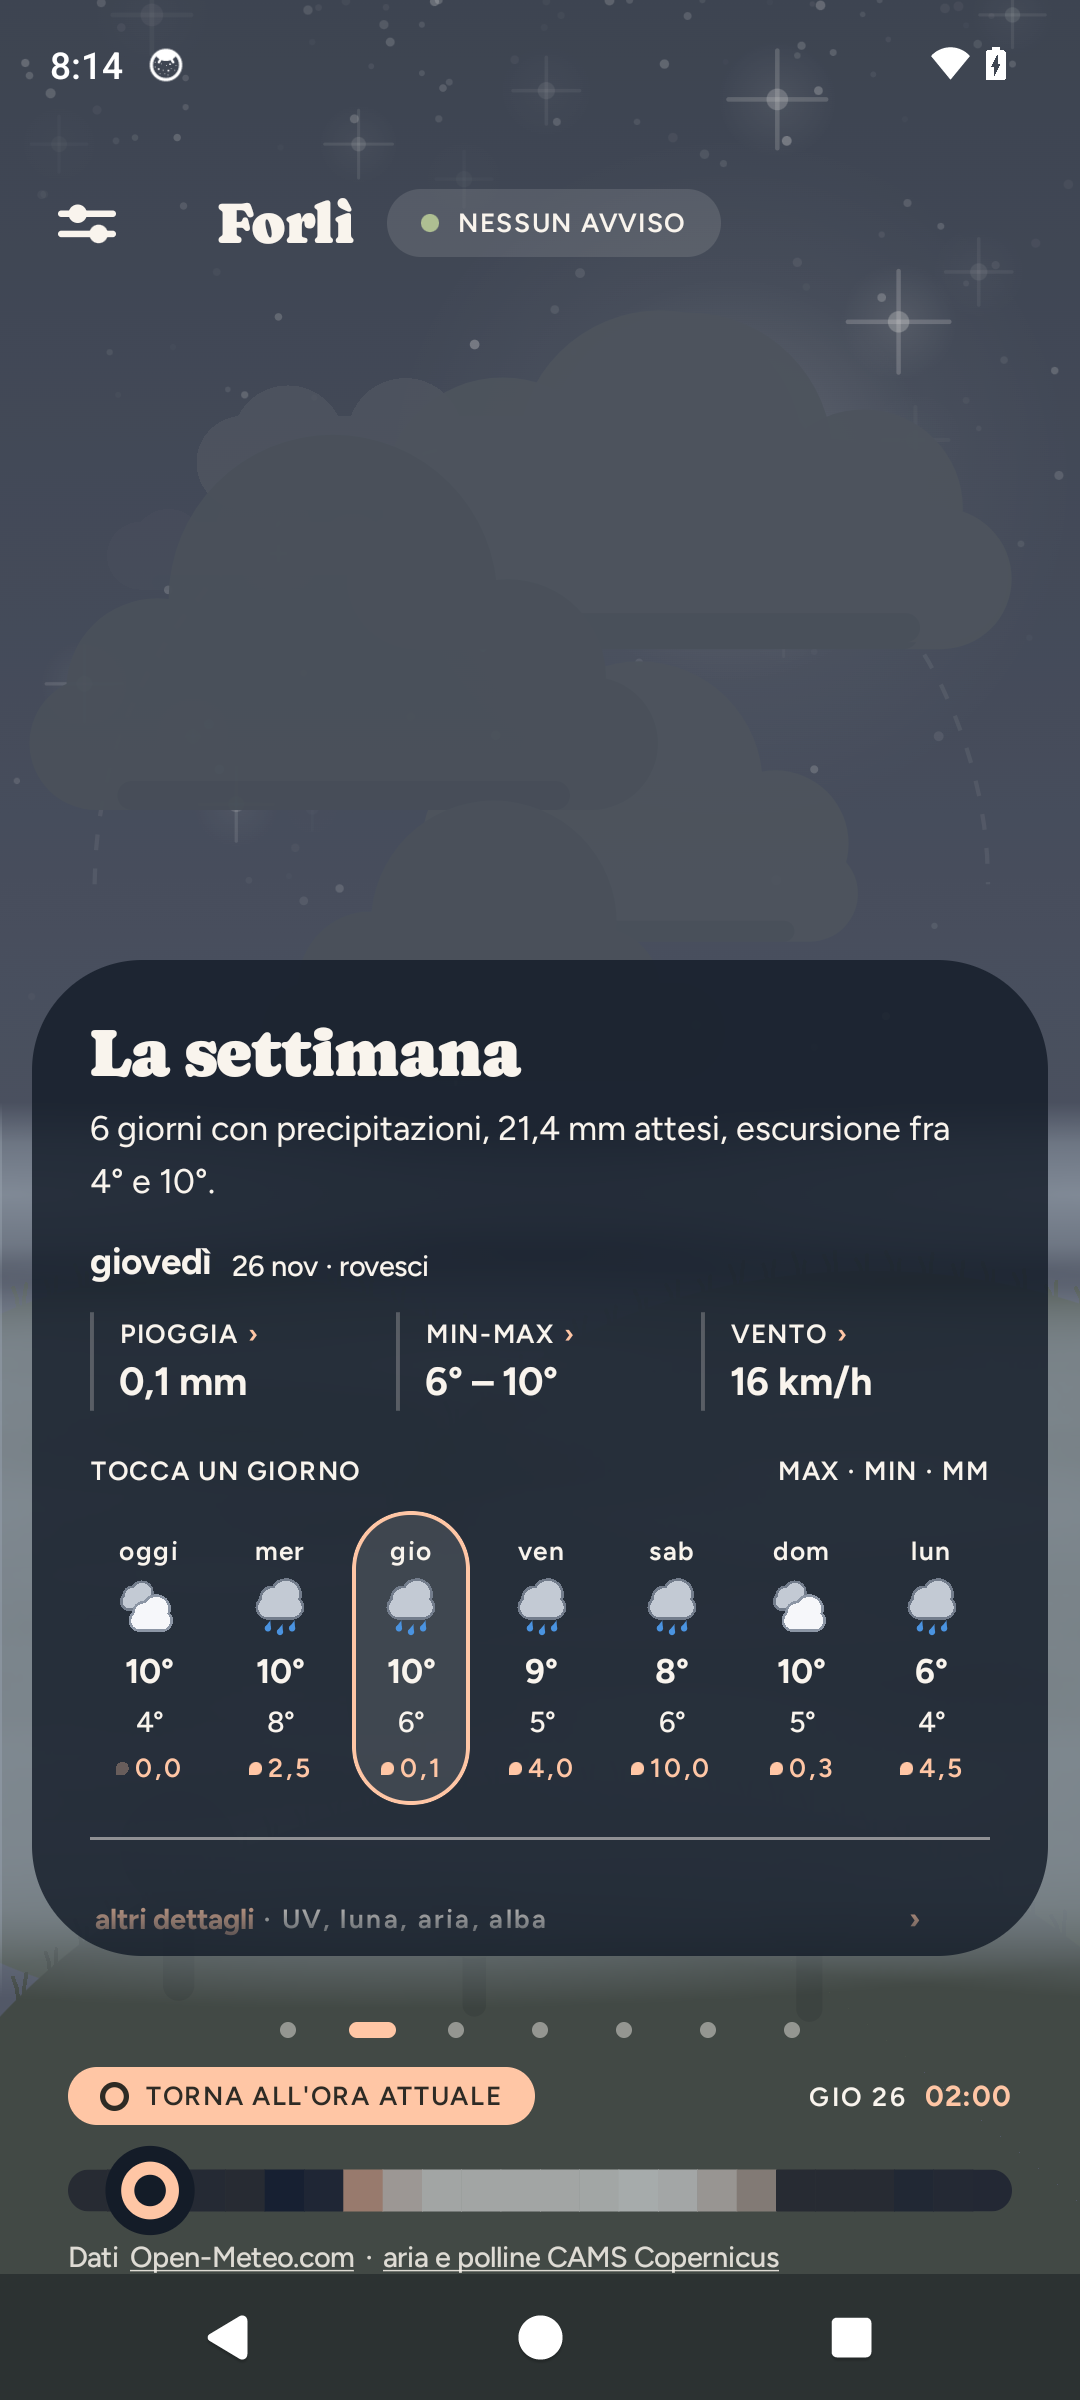 8:14
Forlì
NESSUN AVVISO
La settimana
6 giorni con precipitazioni, 21,4 mm attesi, escursione fra
4° e 10°.
giovedì 26 nov · rovesci
PIOGGIA › MIN-MAX › VENTO ›
0,1 mm 6° – 10° 16 km/h
TOCCA UN GIORNO MAX · MIN · MM
oggi mer gio ven sab dom lun
10° 10° 10° 9° 8° 10° 6°
4° 8° 6° 5° 6° 5° 4°
0,0 2,5 0,1 4,0 10,0 0,3 4,5
altri dettagli · UV, luna, aria, alba ›
TORNA ALL'ORA ATTUALE GIO 26 02:00
Dati Open-Meteo.com · aria e polline CAMS Copernicus